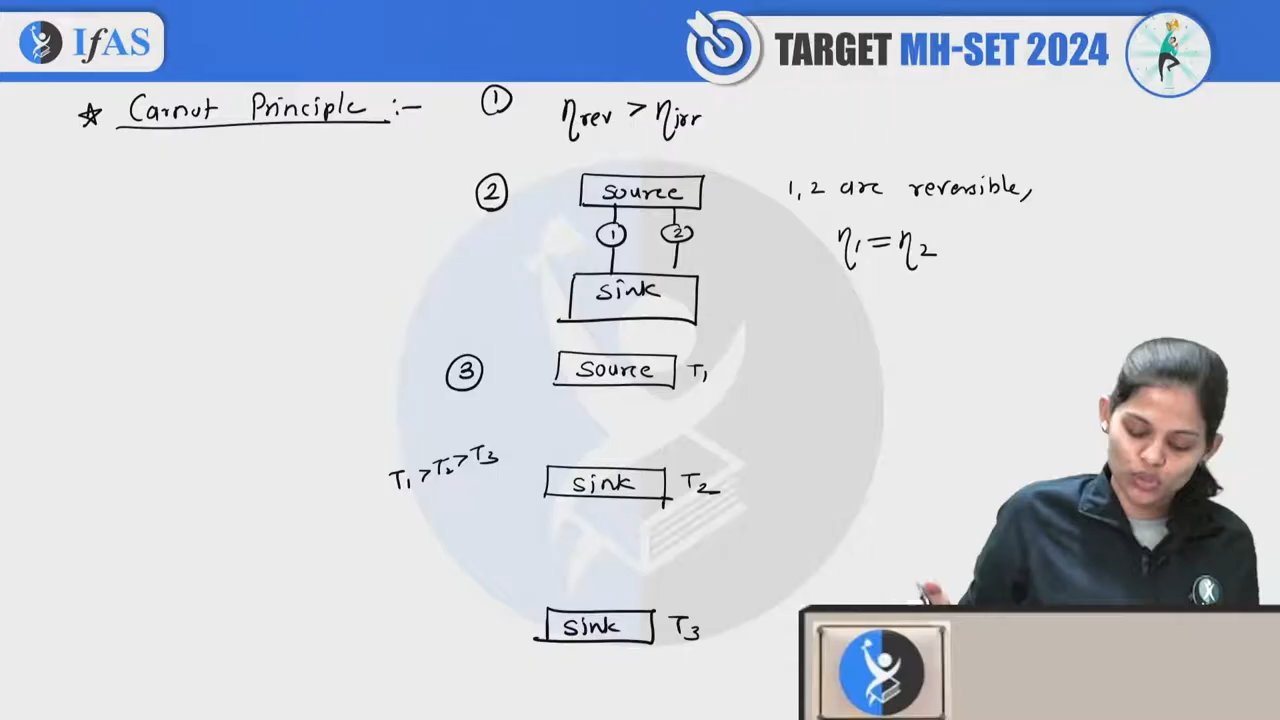 IfAS
TARGET MH-SET 2024
* Carnot Principle :-
① ηrev > ηirr
② source
1, 2 are reversible,
① ②
η1 = η2
sink
③ source T1
T1 > T2 > T3
sink T2
sink T3